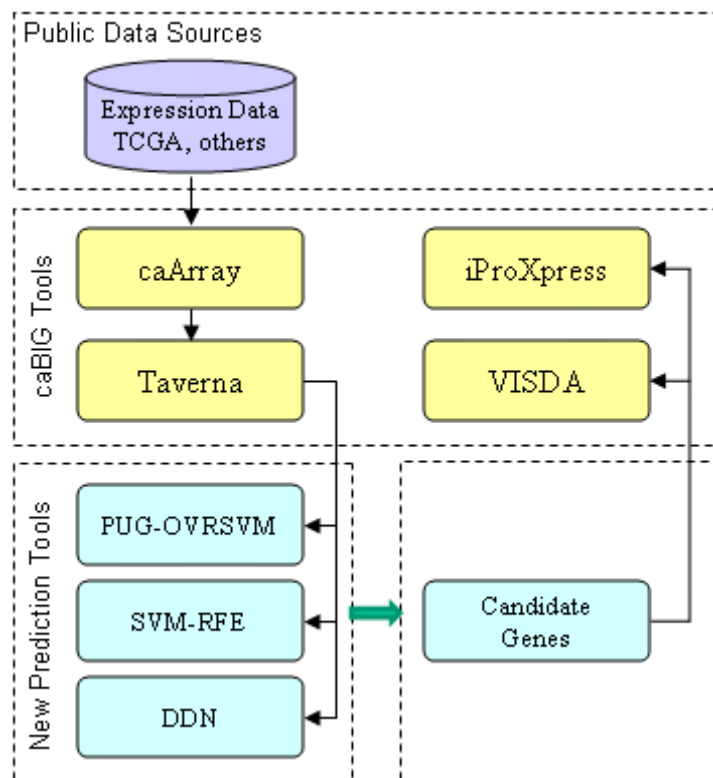 Public Data Sources
Expression Data
TCGA, others
caBIG Tools
caArray
iProXpress
Taverna
VISDA
New Prediction Tools
PUG-OVRSVM
SVM-RFE
DDN
Candidate
Genes